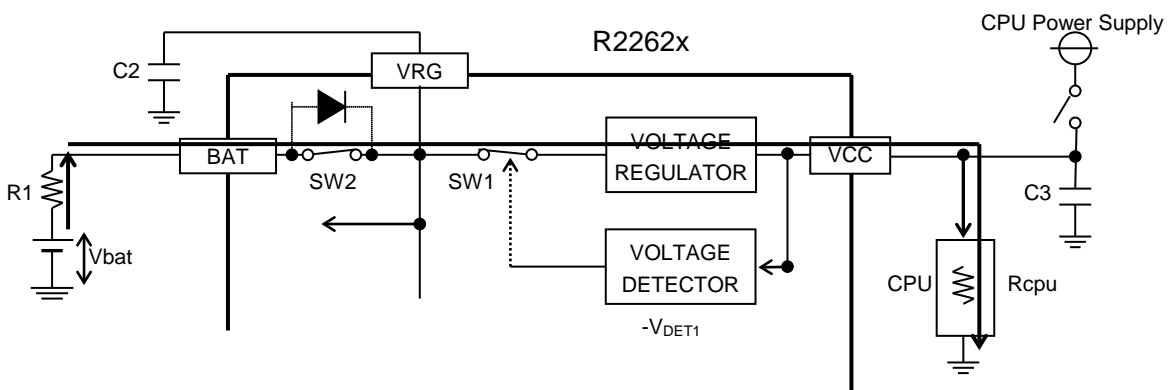 CPU Power Supply
R2262x
C2
VRG
BAT
VOLTAGE
REGULATOR
VCC
R1
SW2
SW1
C3
Vbat
VOLTAGE
DETECTOR
CPU
Rcpu
-VDET1